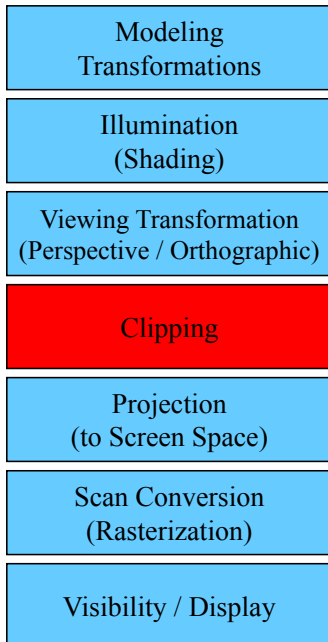 Modeling
Transformations
Illumination
(Shading)
Viewing Transformation
(Perspective / Orthographic)
Clipping
Projection
(to Screen Space)
Scan Conversion
(Rasterization)
Visibility / Display